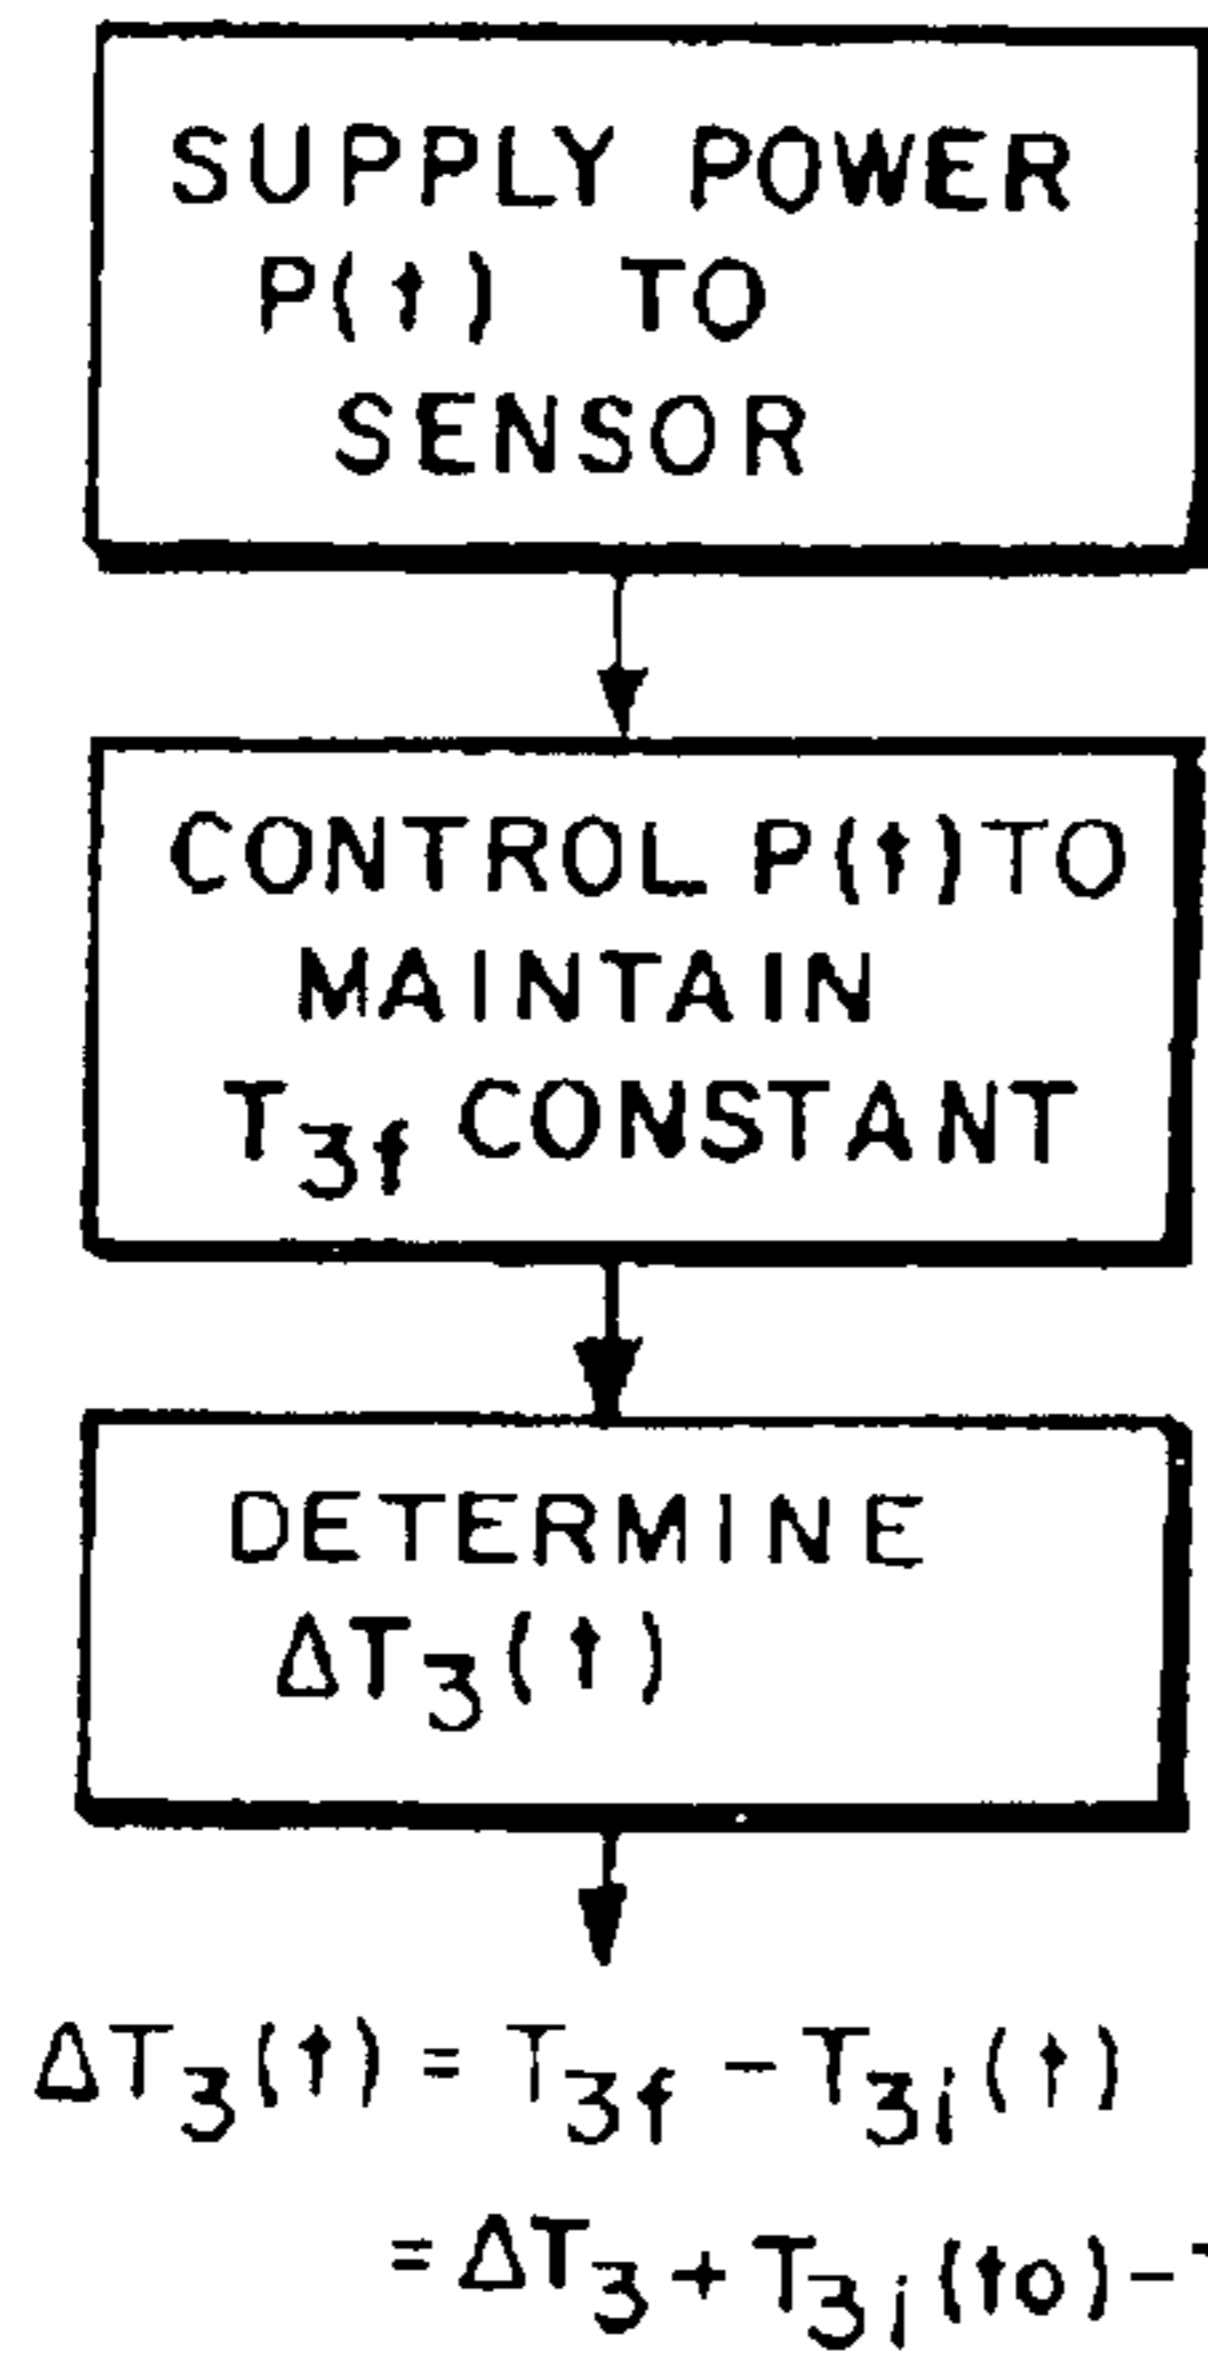 SUPPLY POWER
P(t) TO
SENSOR
CONTROL P(t) TO
MAINTAIN
T3f CONSTANT
DETERMINE
ΔT3(t)
ΔT3(t) = T3f - T3i(t)
= ΔT3 + T3i(to) -